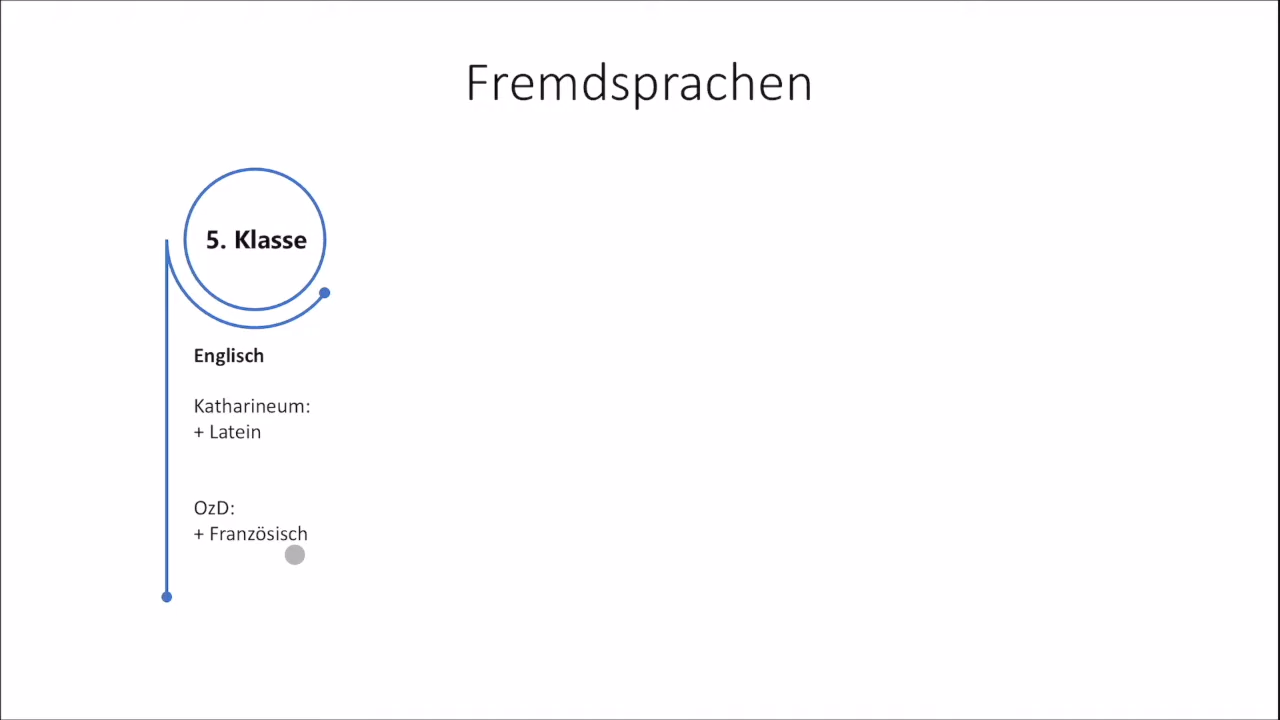 Fremdsprachen
5. Klasse
Englisch
Katharineum:
+ Latein
OzD:
+ Französisch